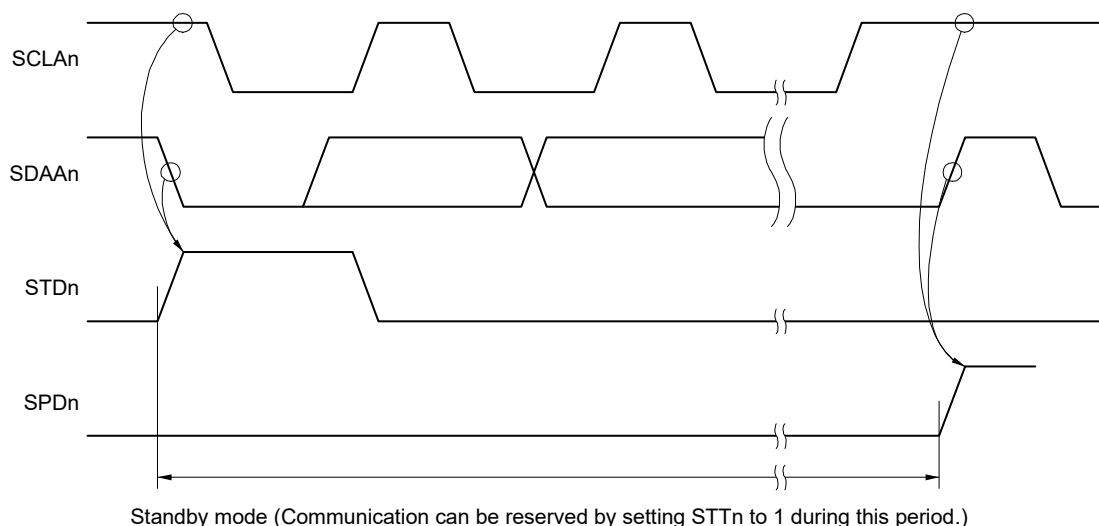 SCLAn
SDAAn
STDn
SPDn
Standby mode (Communication can be reserved by setting STTn to 1 during this period.)